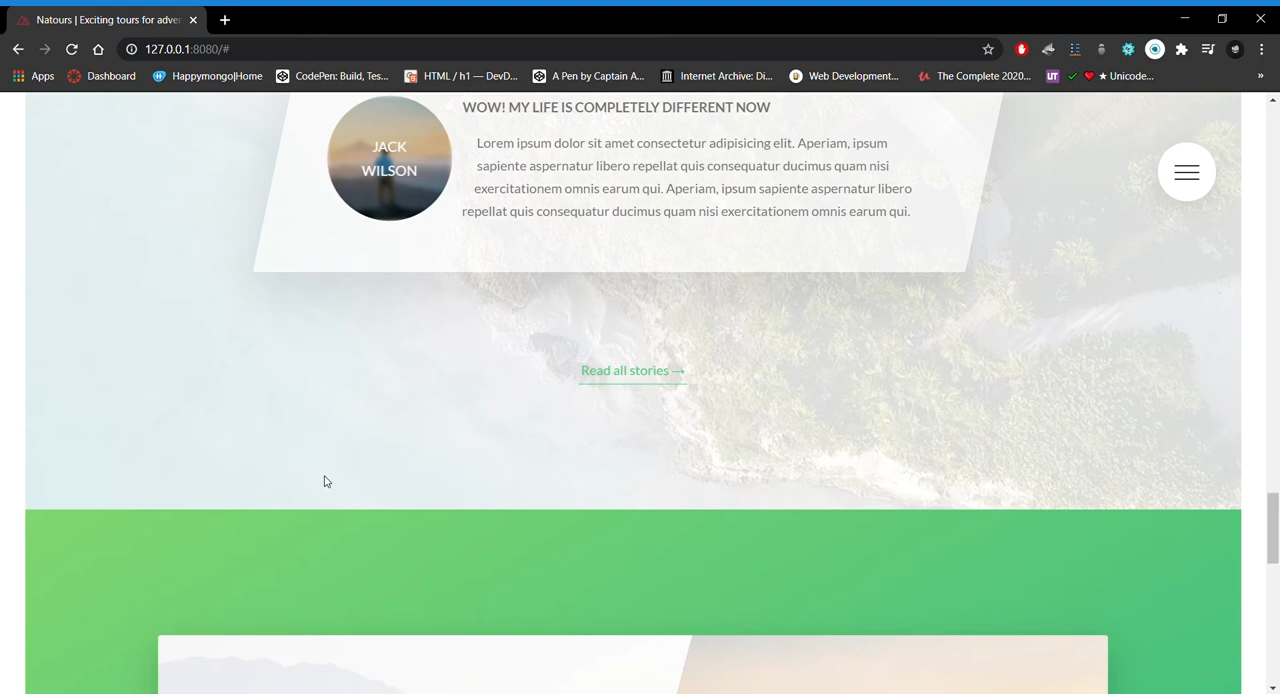 Natours | Exciting tours for adve
127.0.0.1:8080/#
Apps
Dashboard
Happymongo|Home
CodePen: Build, Tes...
HTML / h1 — DevD...
A Pen by Captain A...
Internet Archive: Di...
Web Development...
The Complete 2020...
UT ✓ ❤ ★ Unicode...
»
WOW! MY LIFE IS COMPLETELY DIFFERENT NOW
JACK
WILSON
Lorem ipsum dolor sit amet consectetur adipisicing elit. Aperiam, ipsum
sapiente aspernatur libero repellat quis consequatur ducimus quam nisi
exercitationem omnis earum qui. Aperiam, ipsum sapiente aspernatur libero
repellat quis consequatur ducimus quam nisi exercitationem omnis earum qui.
Read all stories →